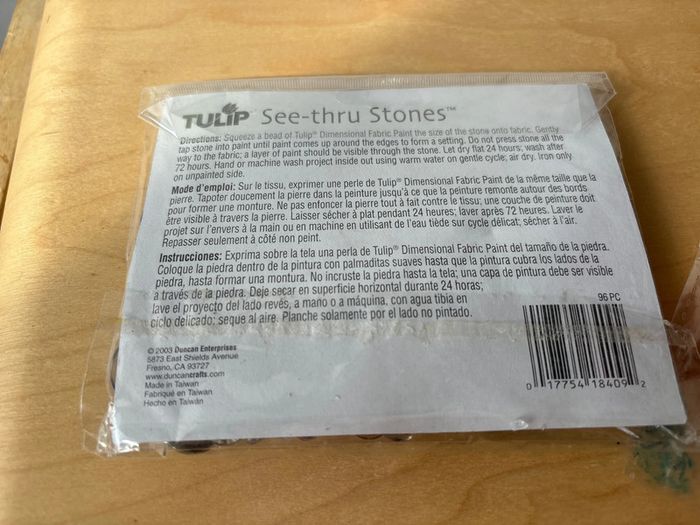 TULIP See-thru Stones™
Directions: Squeeze a bead of Tulip® Dimensional Fabric Paint the size of the stone onto fabric. Gently
tap stone into paint until paint comes up around the edges to form a setting. Do not press stone all the
way to the fabric; a layer of paint should be visible through the stone. Let dry flat 24 hours; wash after
72 hours. Hand or machine wash project inside out using warm water on gentle cycle; air dry. Iron only
on unpainted side.
Mode d'emploi: Sur le tissu, exprimer une perle de Tulip® Dimensional Fabric Paint de la même taille que la
pierre. Tapoter doucement la pierre dans la peinture jusqu'à ce que la peinture remonte autour des bords
pour former une monture. Ne pas enfoncer la pierre tout à fait contre le tissu; une couche de peinture doit
être visible à travers la pierre. Laisser sécher à plat pendant 24 heures; laver après 72 heures. Laver le
projet sur l'envers à la main ou en machine en utilisant de l'eau tiède sur cycle délicat; sécher à l'air.
Repasser seulement à côté non peint.
Instrucciones: Exprima sobre la tela una perla de Tulip® Dimensional Fabric Paint del tamaño de la piedra.
Coloque la piedra dentro de la pintura con palmaditas suaves hasta que la pintura cubra los lados de la
piedra, hasta formar una montura. No incruste la piedra hasta la tela; una capa de pintura debe ser visible
a través de la piedra. Deje secar en superficie horizontal durante 24 horas;
lave el proyecto del lado revés, a mano o a máquina, con agua tibia en
ciclo delicado; seque al aire. Planche solamente por el lado no pintado.
96 PC
© 2003 Duncan Enterprises
5873 East Shields Avenue
Fresno, CA 93727
www.duncancrafts.com
Made in Taiwan
Fabriqué en Taiwan
Hecho en Taiwán
0 17754 18409 2